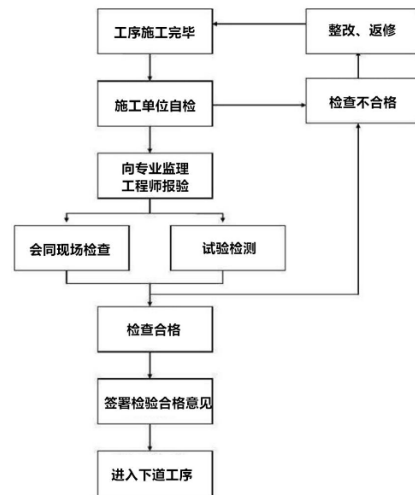 工序施工完毕
整改、返修
施工单位自检
检查不合格
向专业监理
工程师报验
会同现场检查
试验检测
检查合格
签署检验合格意见
进入下道工序